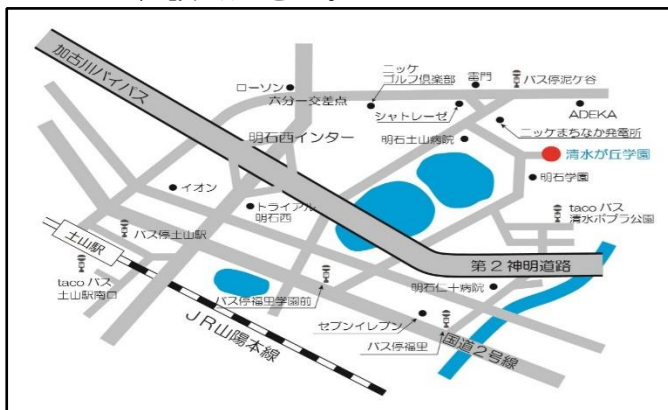 加古川バイパス
ローソン
六分一交差点
ニッケ
ゴルフ倶楽部
雷門
バス停泥ケ谷
シャトレーゼ
ADEKA
ニッケまちなか発電所
明石西インター
明石土山病院
清水が丘学園
明石学園
イオン
トライアル
明石西
tacoバス
清水ポプラ公園
バス停土山駅
土山駅
第2神明道路
tacoバス
土山駅南口
バス停福里学園前
明石仁十病院
セブンイレブン
バス停福里
国道2号線
JR山陽本線